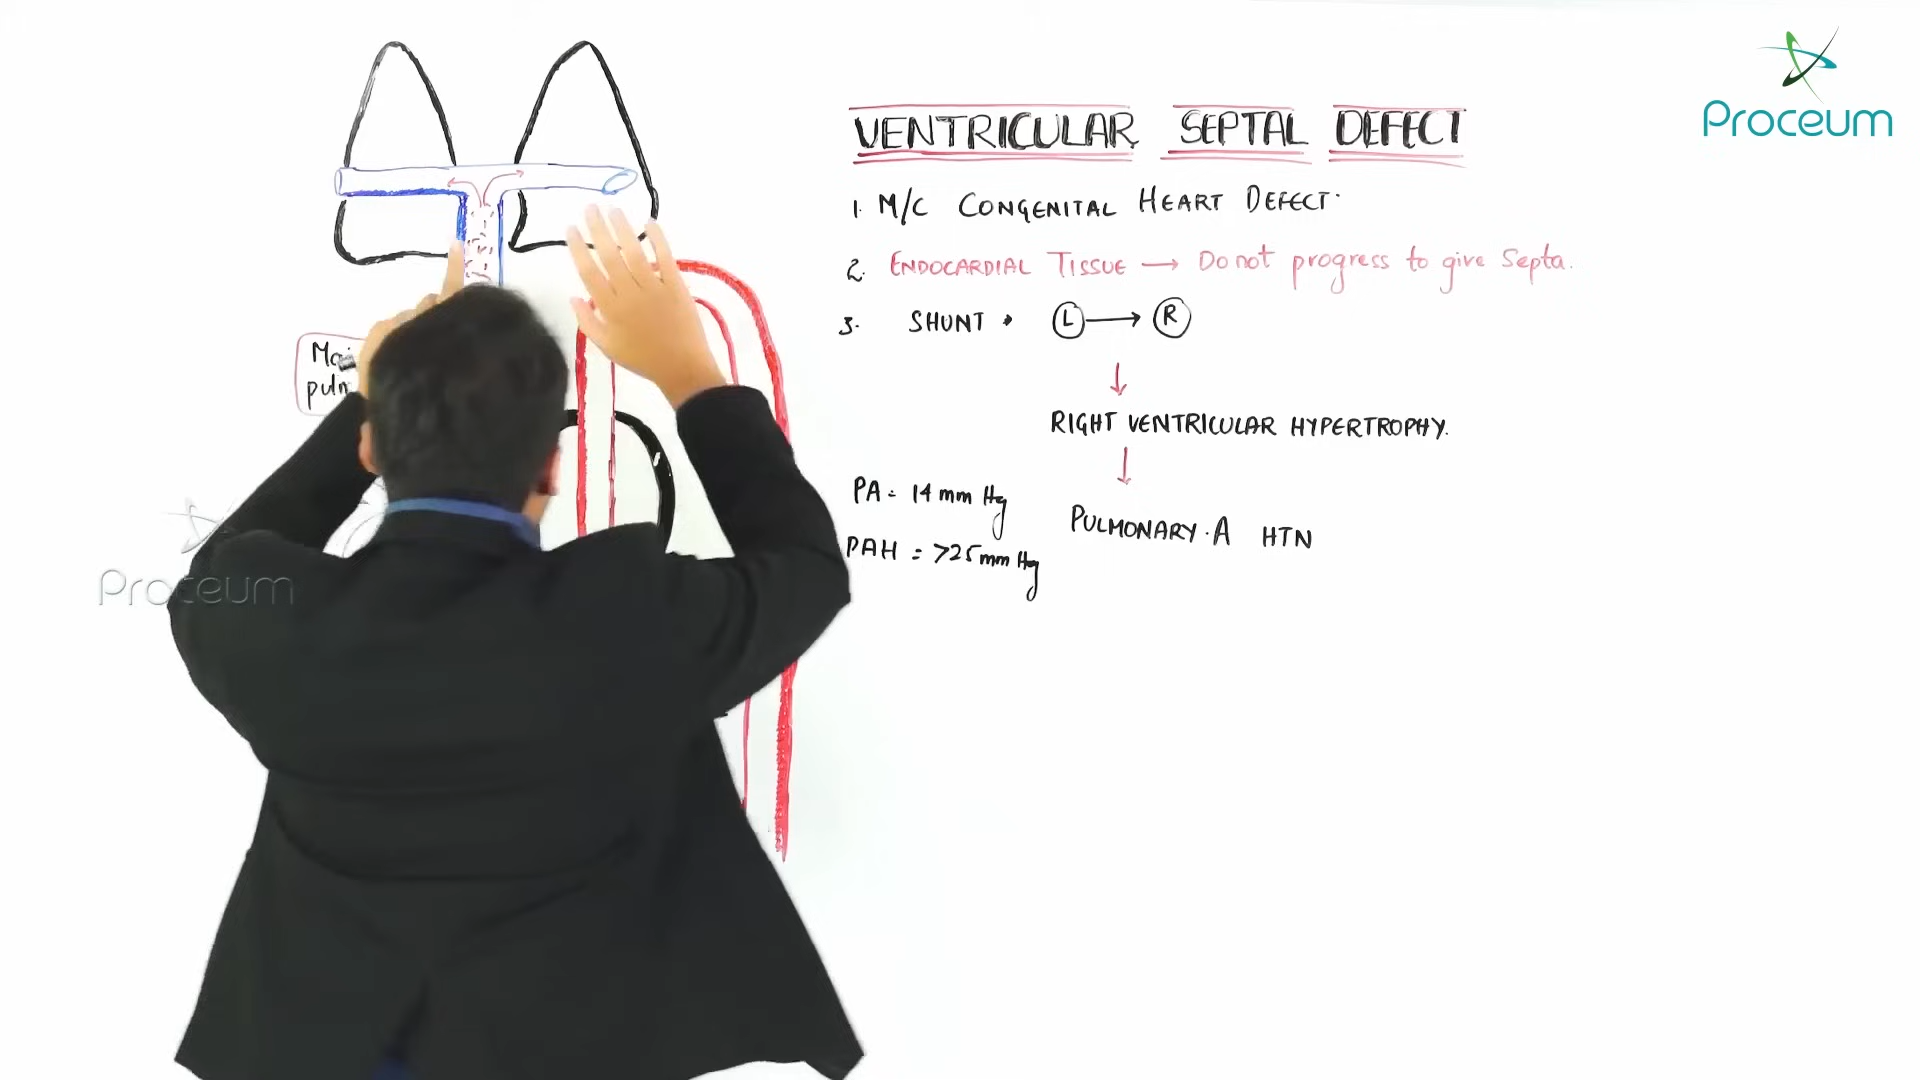 Proceum
VENTRICULAR SEPTAL DEFECT
1. M/C CONGENITAL HEART DEFECT.
2. ENDOCARDIAL TISSUE → Do not progress to give Septa.
3. SHUNT • L → R
↓
RIGHT VENTRICULAR HYPERTROPHY.
↓
PULMONARY.A HTN
PA = 14 mm Hg
PAH = >25 mm Hg
pulm
Proceum